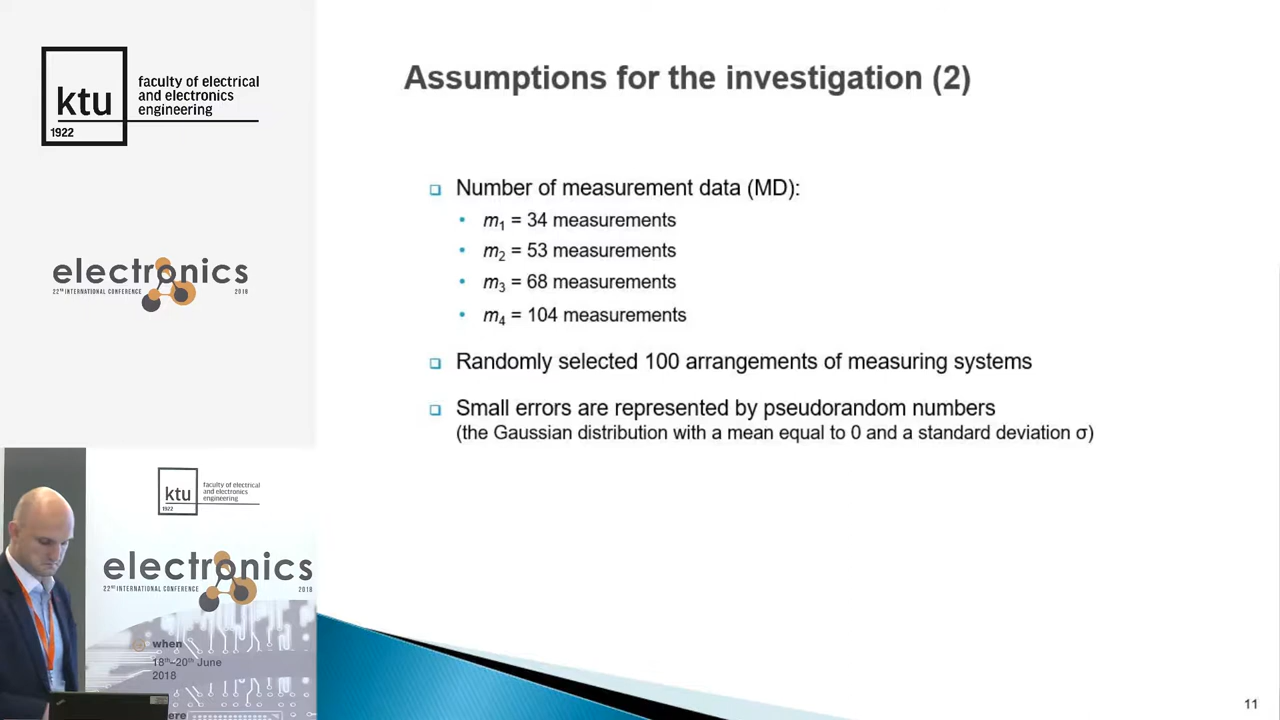 ktu
1922
faculty of electrical
and electronics
engineering
electronics
22ND INTERNATIONAL CONFERENCE 2018
Assumptions for the investigation (2)
Number of measurement data (MD):
m1 = 34 measurements
m2 = 53 measurements
m3 = 68 measurements
m4 = 104 measurements
Randomly selected 100 arrangements of measuring systems
Small errors are represented by pseudorandom numbers
(the Gaussian distribution with a mean equal to 0 and a standard deviation σ)
ktu
1922
faculty of electrical
and electronics
engineering
electronics
22ND INTERNATIONAL CONFERENCE 2018
when
18th–20th June
2018
11